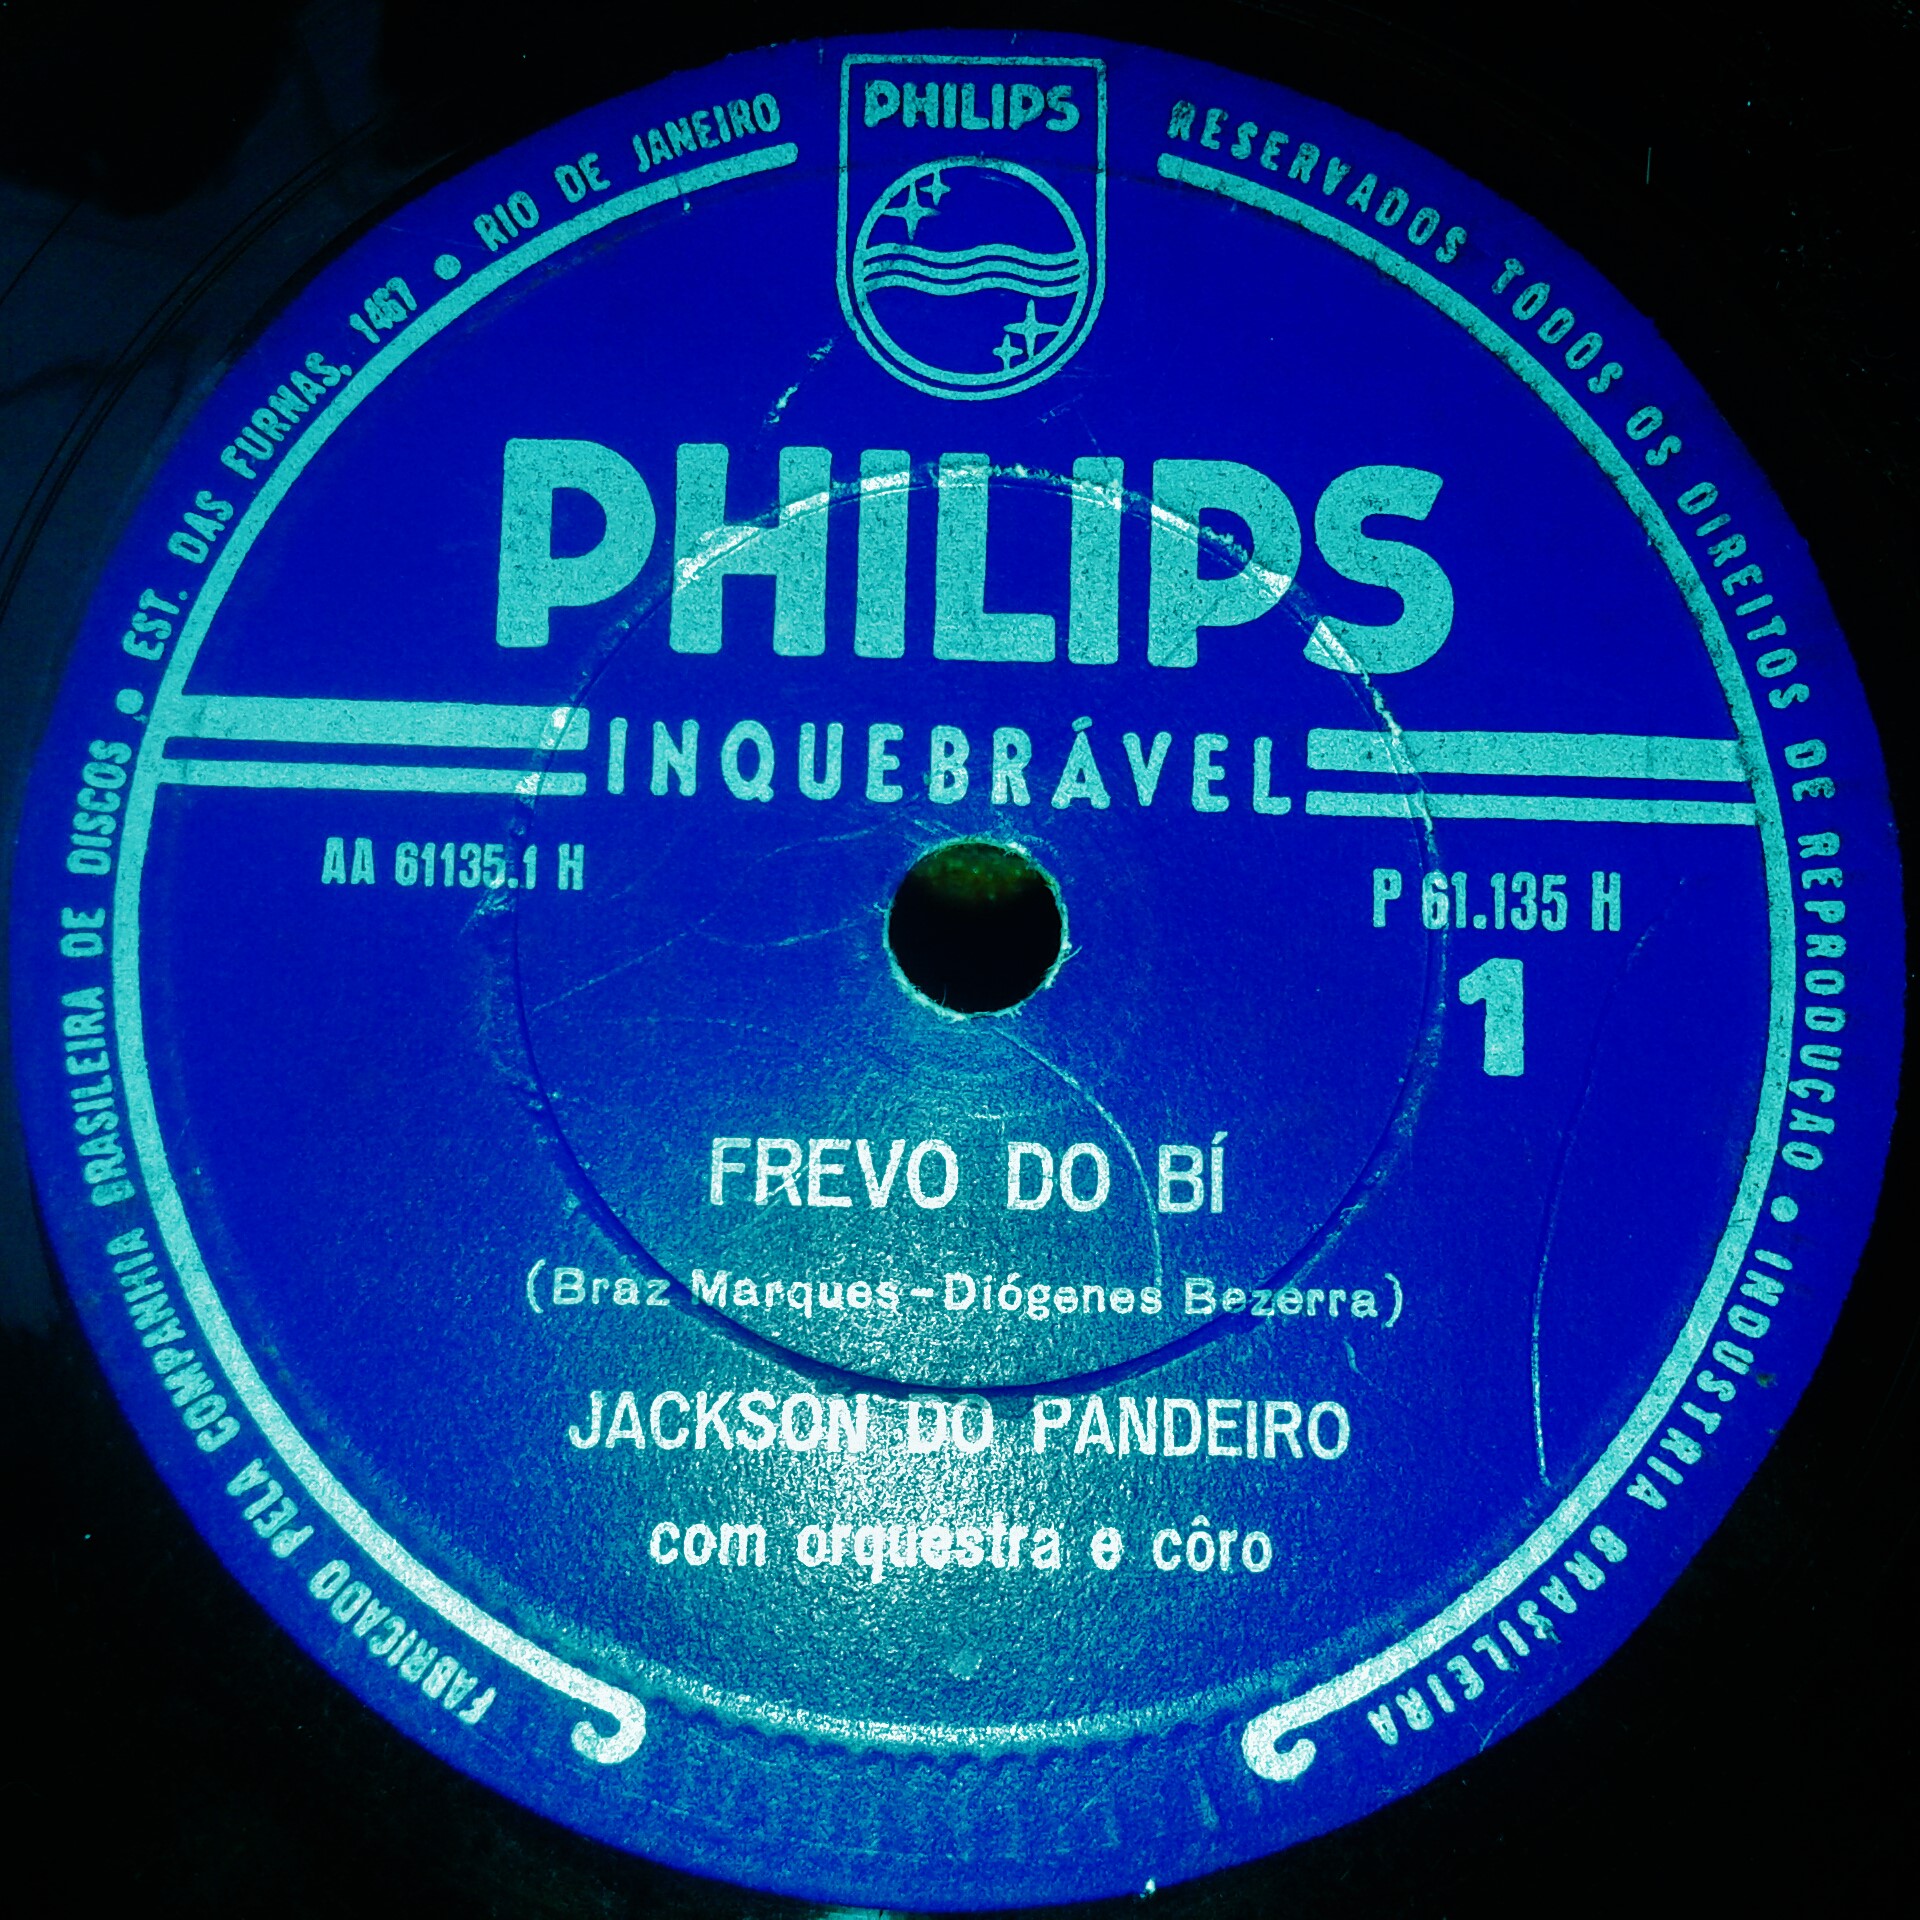 PHILIPS
PHILIPS
INQUEBRÁVEL
AA 61135.1 H
P 61.135 H
1
FREVO DO BÍ
(Braz Marques-Diógenes Bezerra)
JACKSON DO PANDEIRO
com orquestra e côro
FABRICADO PELA COMPANHIA BRASILEIRA DE DISCOS • EST. DAS FURNAS, 1467 • RIO DE JANEIRO
RESERVADOS TODOS OS DIREITOS DE REPRODUÇÃO • INDUSTRIA BRASILEIRA